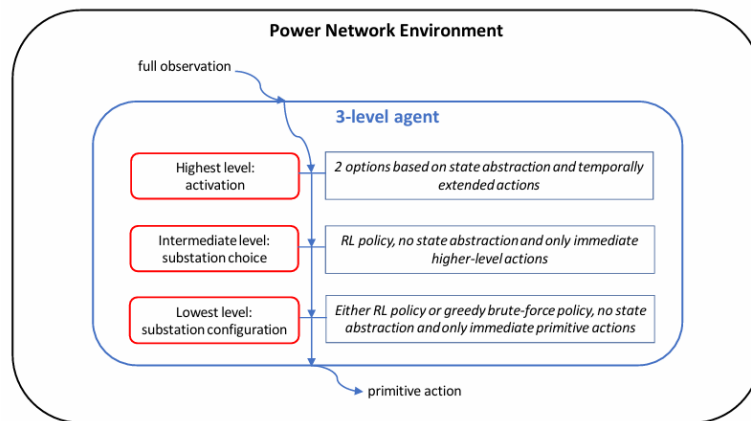 Power Network Environment
full observation
3-level agent
Highest level:
activation
2 options based on state abstraction and temporally
extended actions
Intermediate level:
substation choice
RL policy, no state abstraction and only immediate
higher-level actions
Lowest level:
substation configuration
Either RL policy or greedy brute-force policy, no state
abstraction and only immediate primitive actions
primitive action